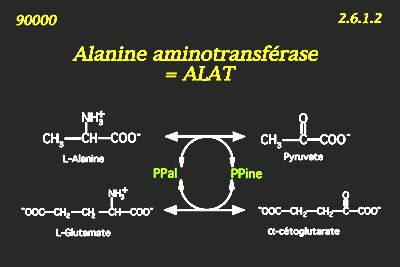 90000
2.6.1.2
Alanine aminotransférase
= ALAT
NH3+
CH3—CH—COO-
L-Alanine
O
CH3—C—COO-
Pyruvate
PPal
PPine
NH3+
-OOC—CH2—CH2—CH—COO-
L-Glutamate
O
-OOC—CH2—CH2—C—COO-
α-cétoglutarate